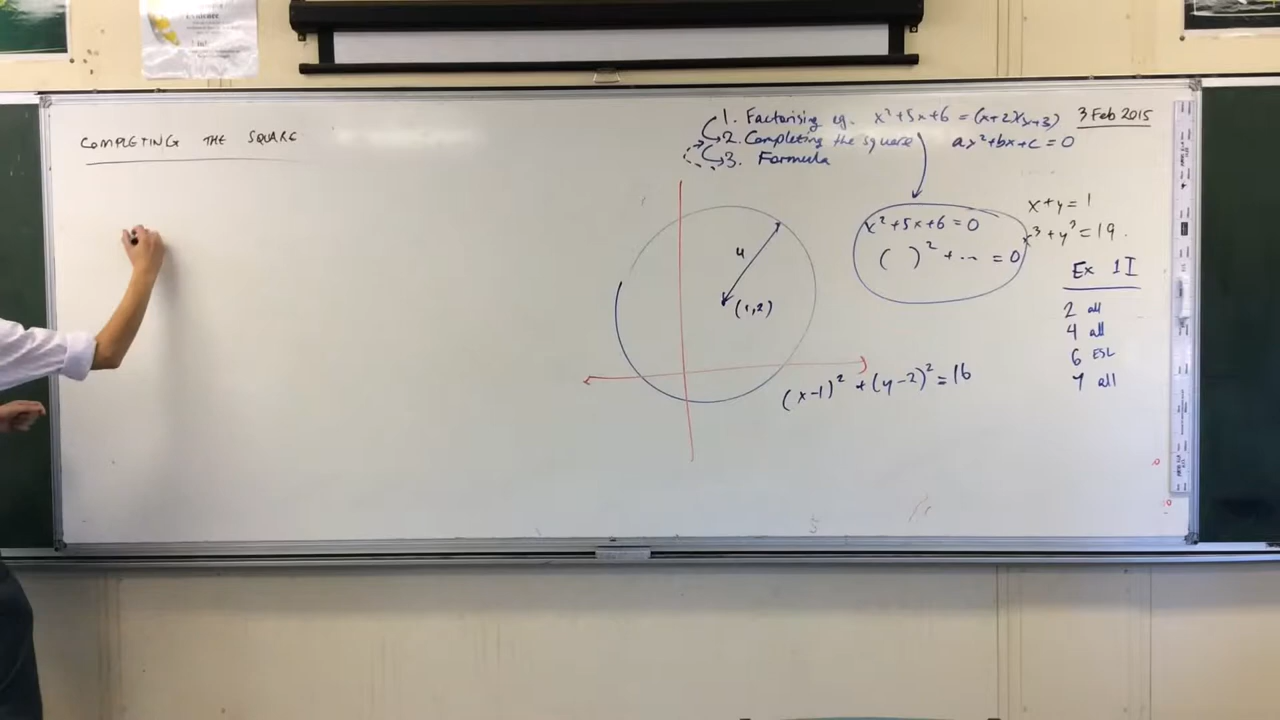 COMPLETING THE SQUARE
1. Factorising eg. x²+5x+6=(x+2)(x+3)
2. Completing the square ax²+bx+c=0
3. Formula
3 Feb 2015
x²+5x+6=0
( )²+...=0
x+y=1
x³+y³=19.
4
(1,2)
(x-1)²+(y-2)²=16
Ex 1I
2 all
4 all
6 ESL
7 all